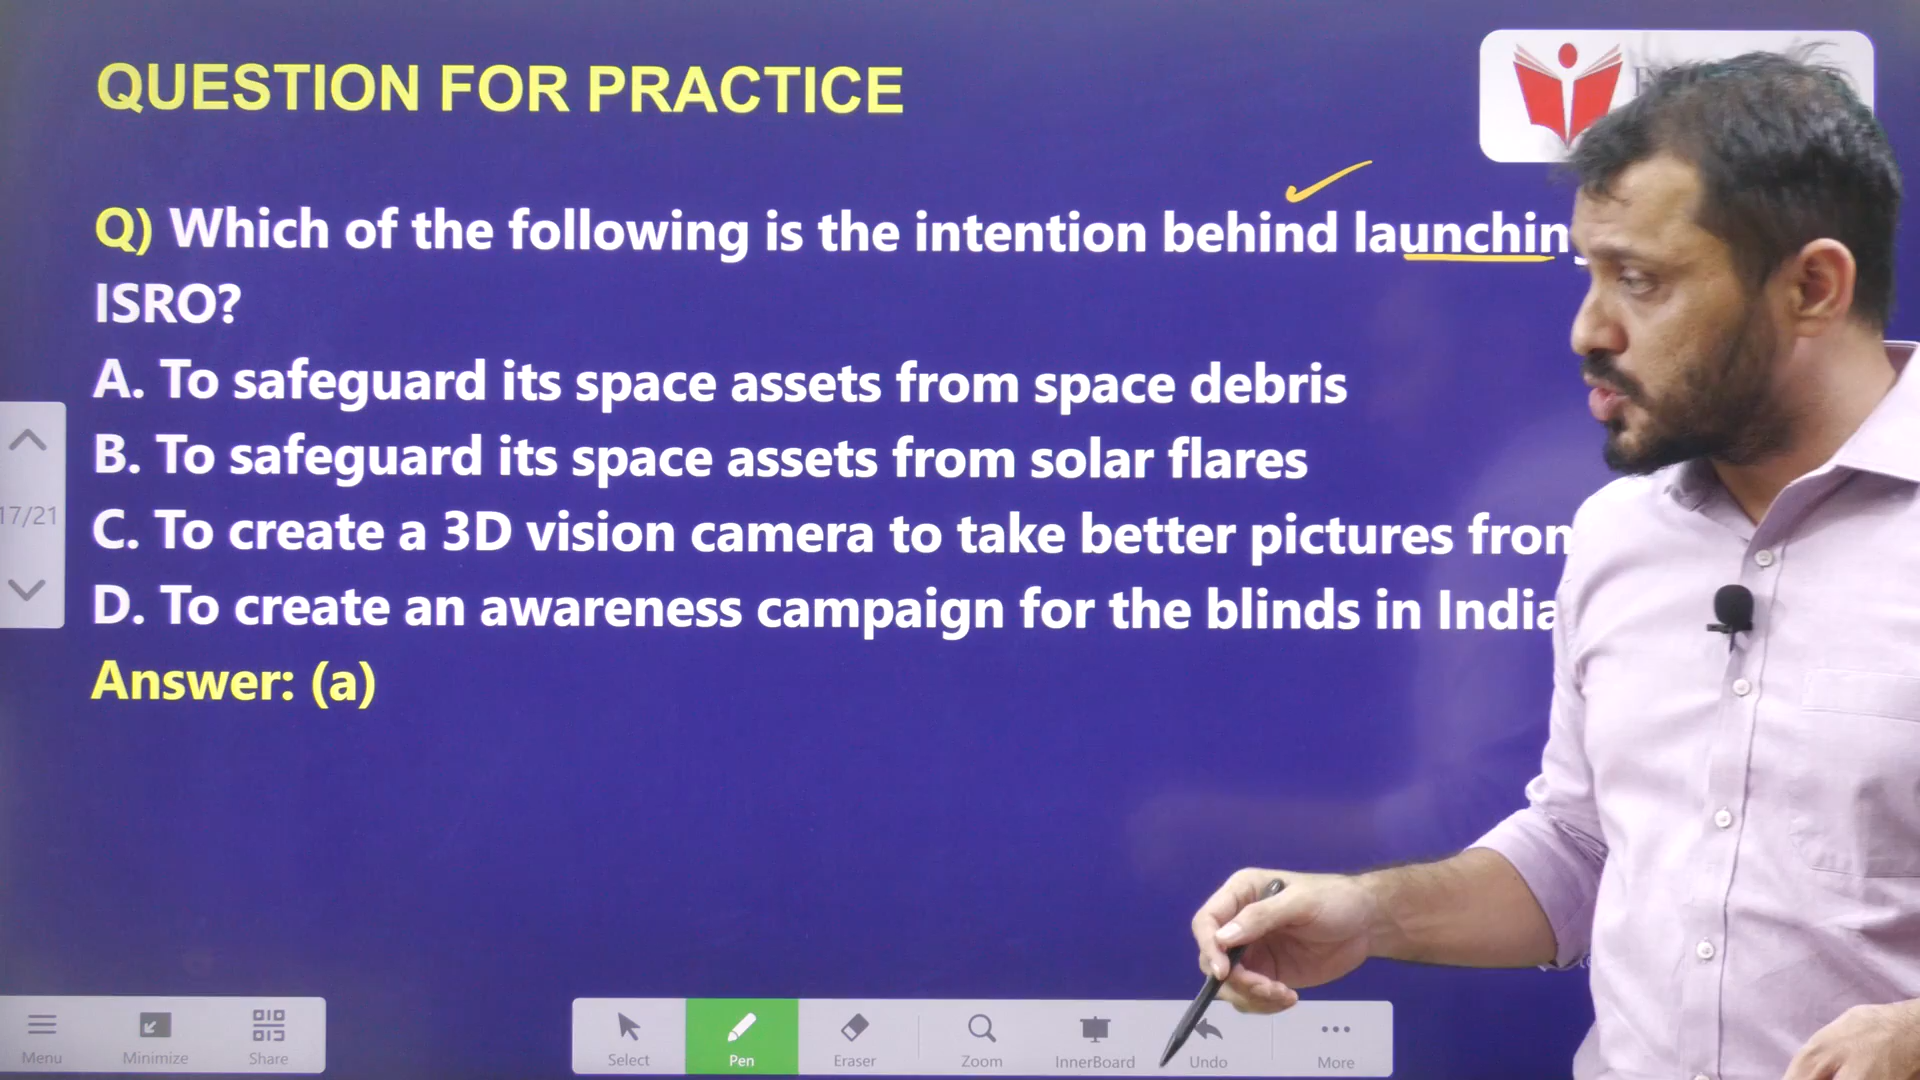 QUESTION FOR PRACTICE
Q) Which of the following is the intention behind launching
ISRO?
A. To safeguard its space assets from space debris
B. To safeguard its space assets from solar flares
C. To create a 3D vision camera to take better pictures from
D. To create an awareness campaign for the blinds in India
Answer: (a)
17/21
Menu
Minimize
Share
Select
Pen
Eraser
Zoom
InnerBoard
Undo
More